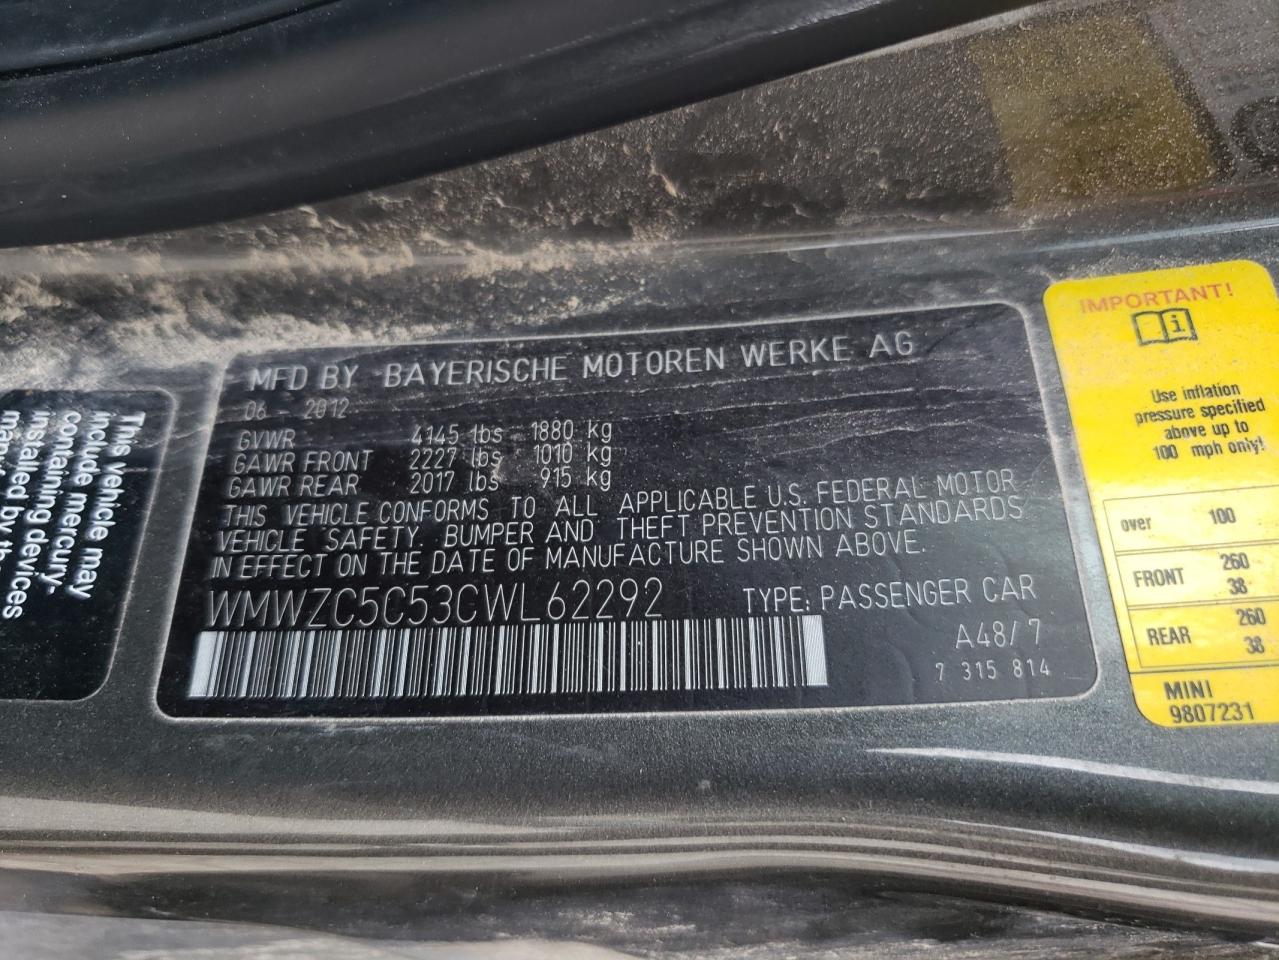 This vehicle may
include mercury-
containing devices
installed by
MFD BY BAYERISCHE MOTOREN WERKE AG
06 - 2012
GVWR 4145 lbs 1880 kg
GAWR FRONT 2227 lbs 1010 kg
GAWR REAR 2017 lbs 915 kg
THIS VEHICLE CONFORMS TO ALL APPLICABLE U.S. FEDERAL MOTOR
VEHICLE SAFETY. BUMPER AND THEFT PREVENTION STANDARDS
IN EFFECT ON THE DATE OF MANUFACTURE SHOWN ABOVE.
WMWZC5C53CWL62292 TYPE: PASSENGER CAR
A48/7
7 315 814
IMPORTANT!
i
Use inflation
pressure specified
above up to
100 mph only!
over 100
FRONT 260
38
REAR 260
38
MINI
9807231